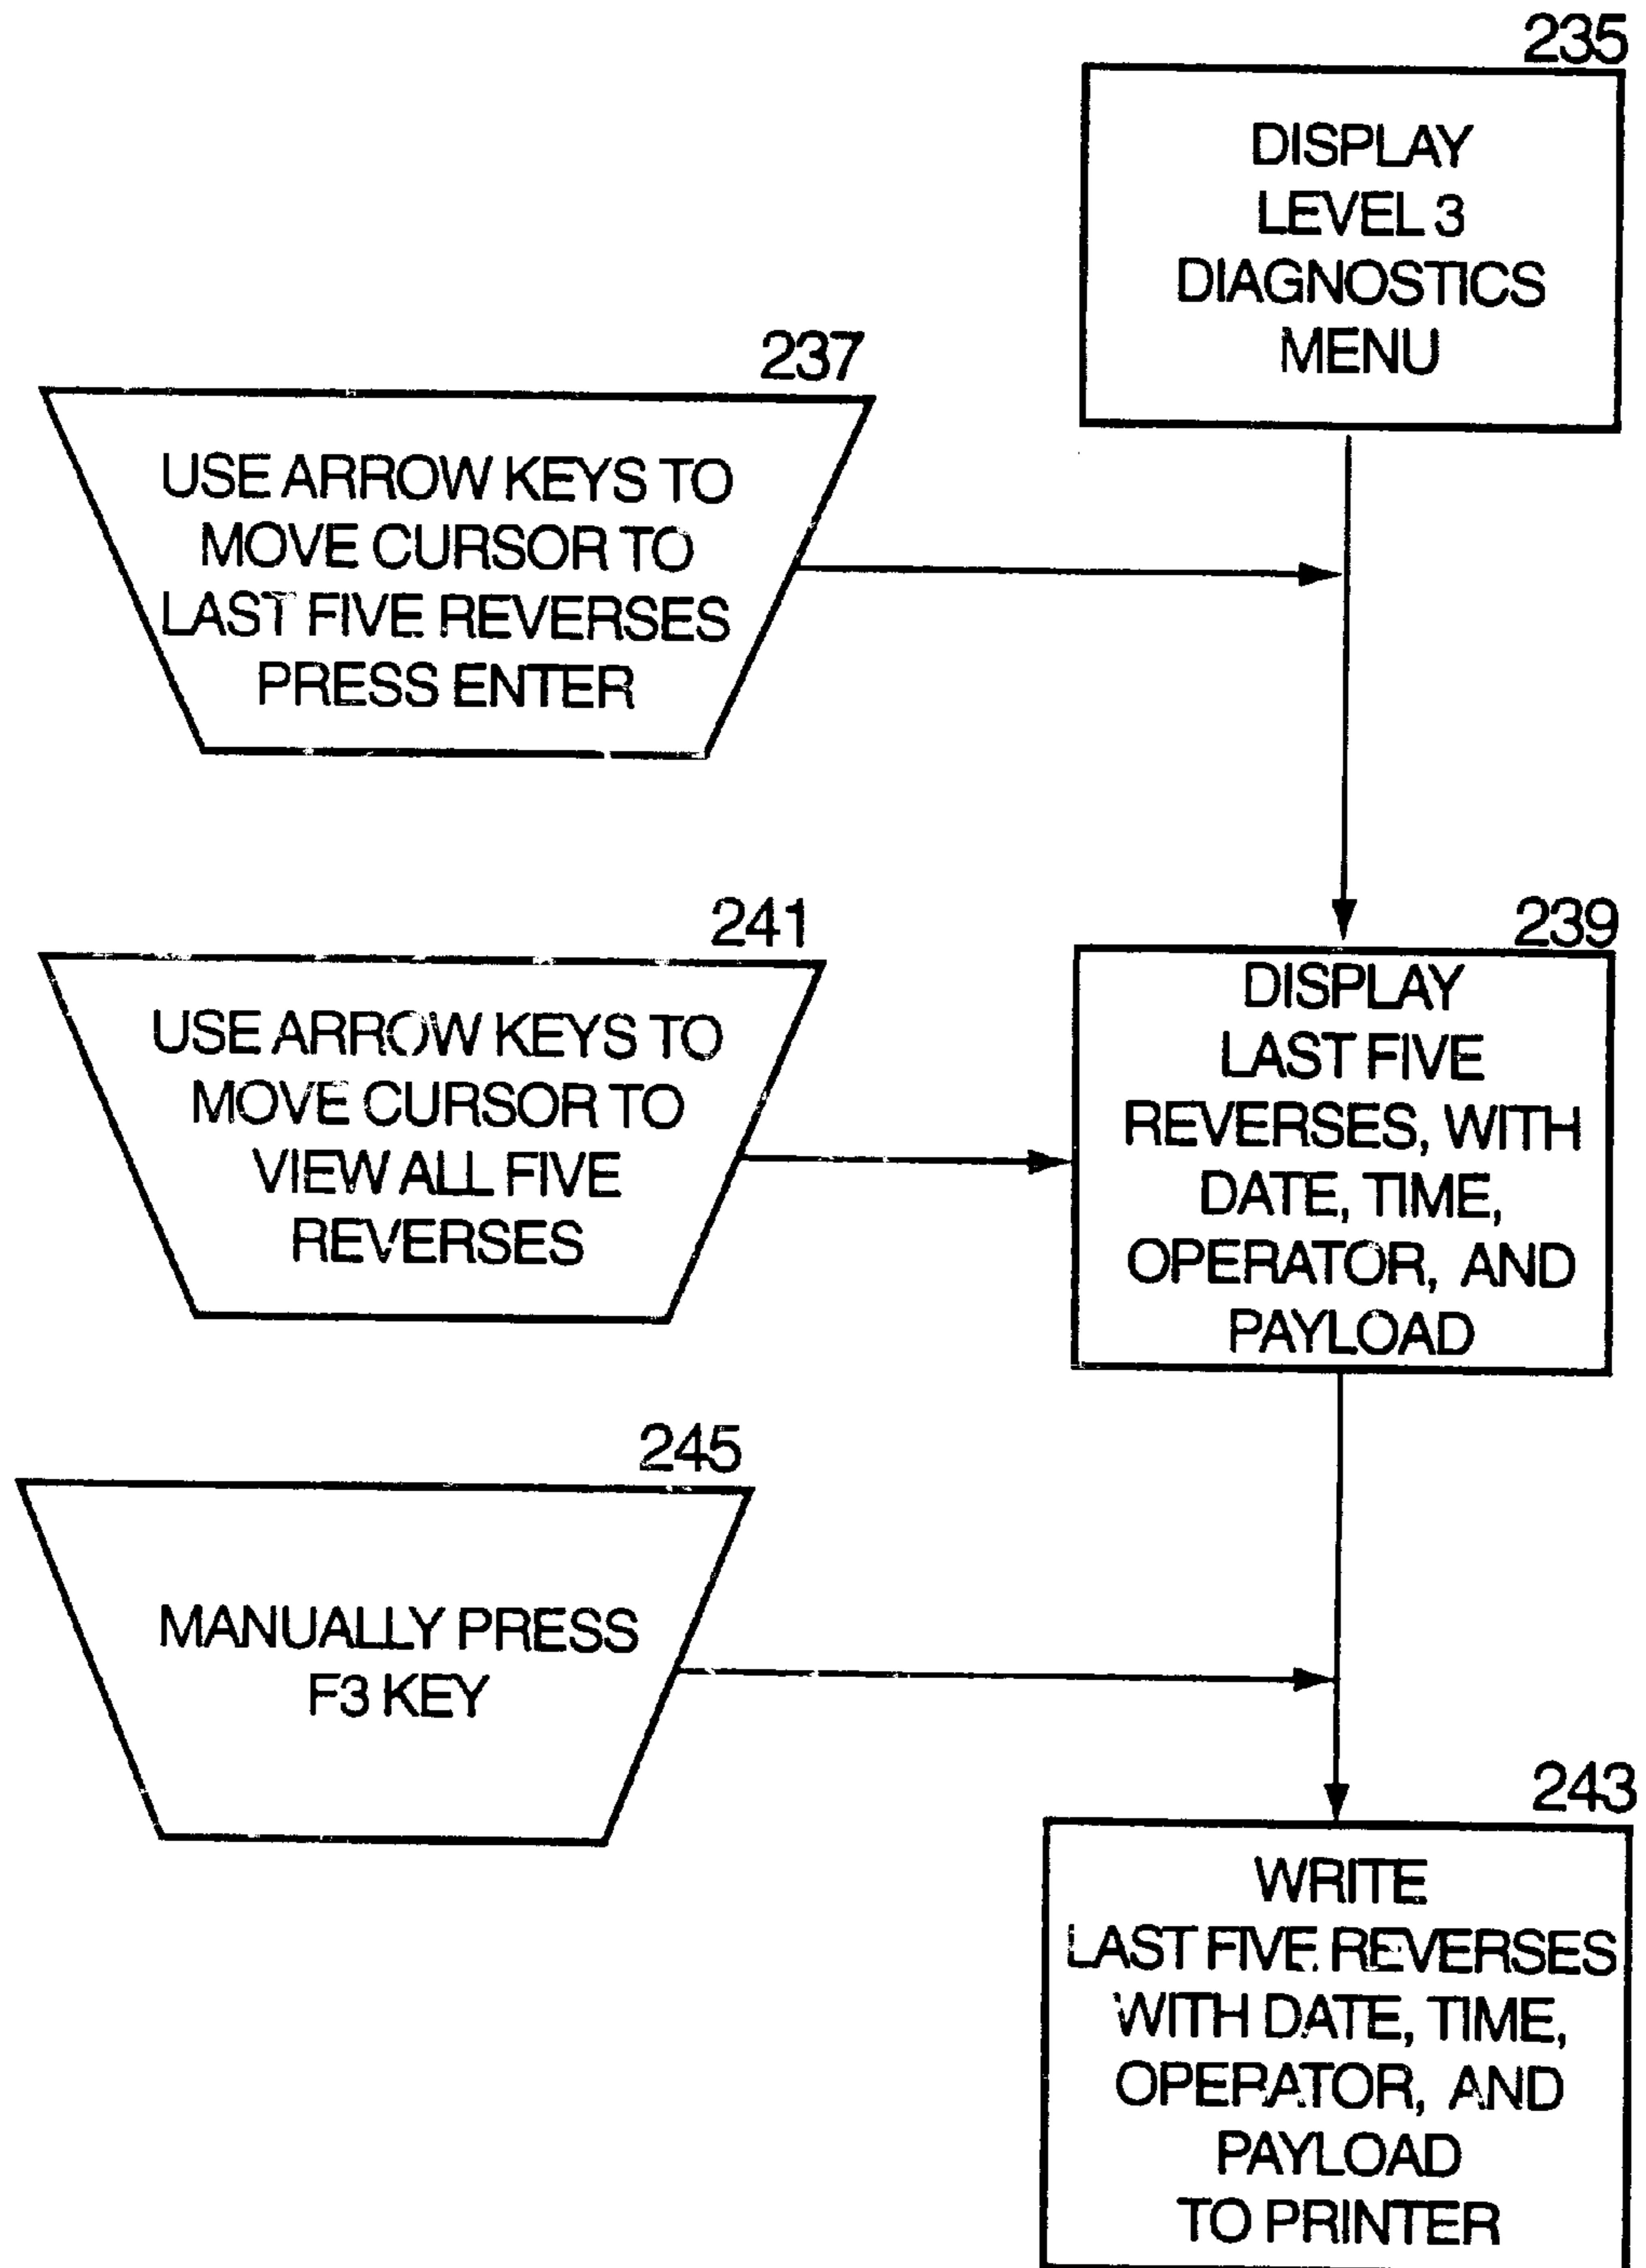 235
DISPLAY
LEVEL 3
DIAGNOSTICS
MENU
237
USE ARROW KEYS TO
MOVE CURSOR TO
LAST FIVE REVERSES
PRESS ENTER
239
DISPLAY
LAST FIVE
REVERSES, WITH
DATE, TIME,
OPERATOR, AND
PAYLOAD
241
USE ARROW KEYS TO
MOVE CURSOR TO
VIEW ALL FIVE
REVERSES
245
MANUALLY PRESS
F3 KEY
243
WRITE
LAST FIVE REVERSES
WITH DATE, TIME,
OPERATOR, AND
PAYLOAD
TO PRINTER